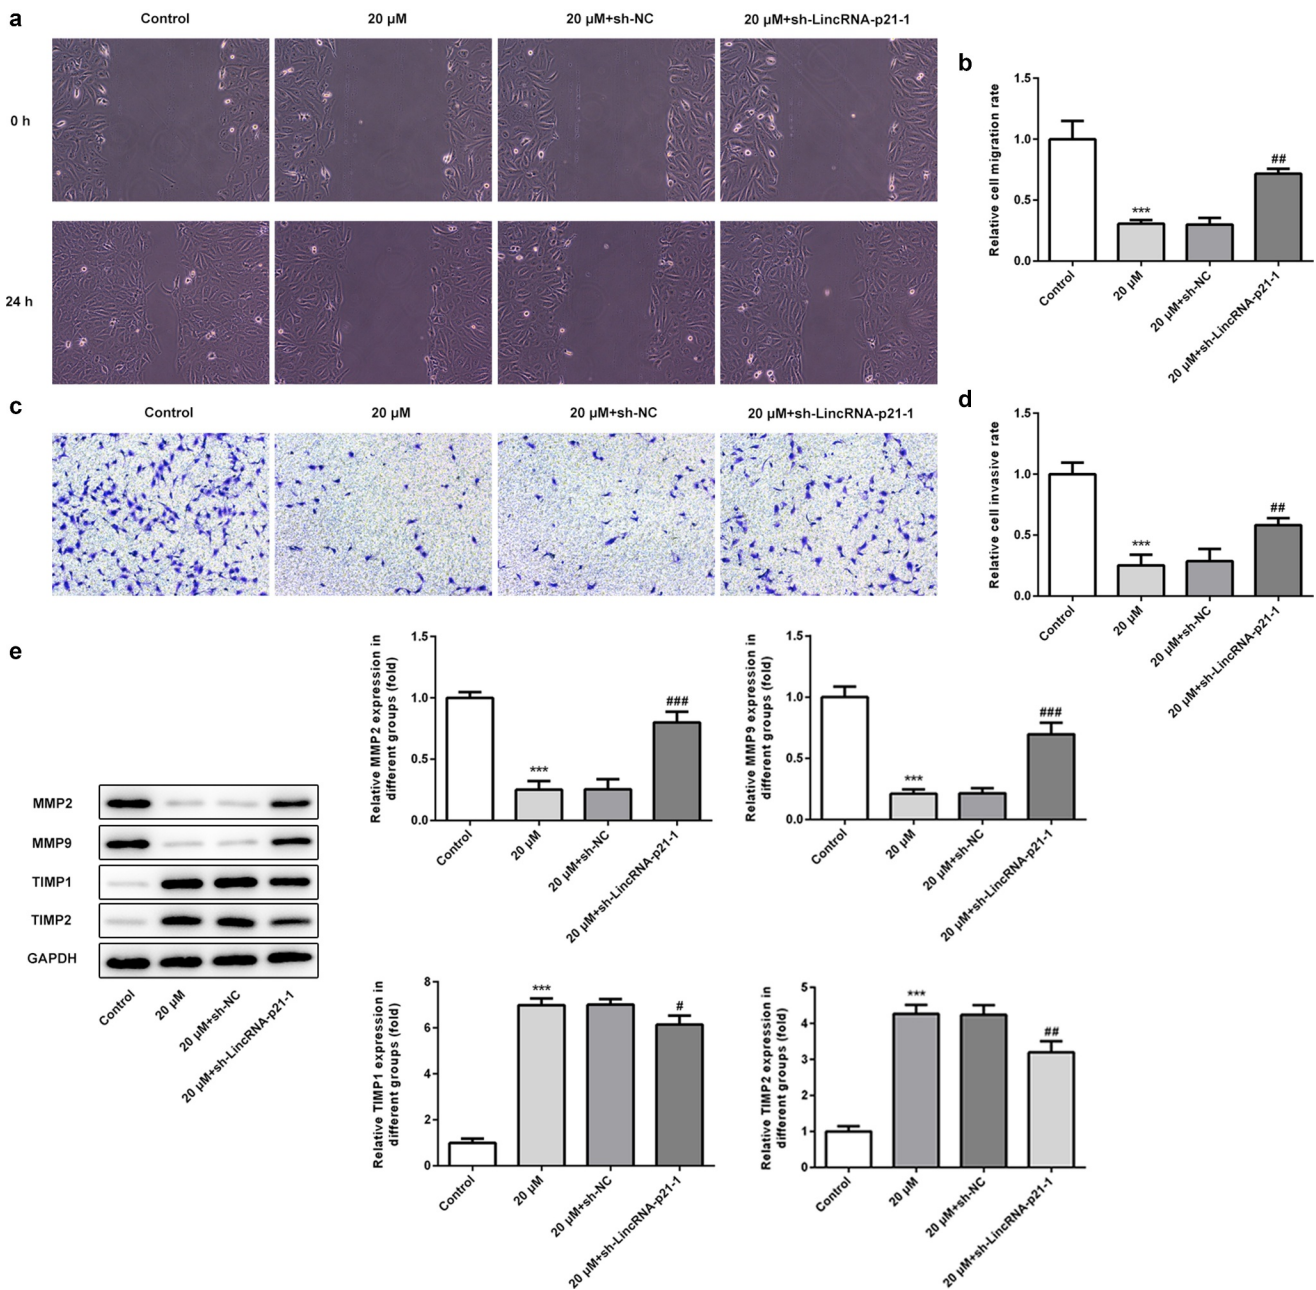 a
Control
20 µM
20 µM+sh-NC
20 µM+sh-LincRNA-p21-1
0 h
24 h
b
Relative cell migration rate
1.5
1.0
0.5
0.0
***
##
Control
20 µM
20 µM+sh-NC
20 µM+sh-LincRNA-p21-1
c
Control
20 µM
20 µM+sh-NC
20 µM+sh-LincRNA-p21-1
d
Relative cell invasive rate
1.5
1.0
0.5
0.0
***
##
Control
20 µM
20 µM+sh-NC
20 µM+sh-LincRNA-p21-1
e
MMP2
MMP9
TIMP1
TIMP2
GAPDH
Control
20 µM
20 µM+sh-NC
20 µM+sh-LincRNA-p21-1
Relative MMP2 expression in
different groups (fold)
1.5
1.0
0.5
0.0
***
###
Control
20 µM
20 µM+sh-NC
20 µM+sh-LincRNA-p21-1
Relative MMP9 expression in
different groups (fold)
1.5
1.0
0.5
0.0
***
###
Control
20 µM
20 µM+sh-NC
20 µM+sh-LincRNA-p21-1
Relative TIMP1 expression in
different groups (fold)
8
6
4
2
0
***
#
Control
20 µM
20 µM+sh-NC
20 µM+sh-LincRNA-p21-1
Relative TIMP2 expression in
different groups (fold)
5
4
3
2
1
0
***
##
Control
20 µM
20 µM+sh-NC
20 µM+sh-LincRNA-p21-1